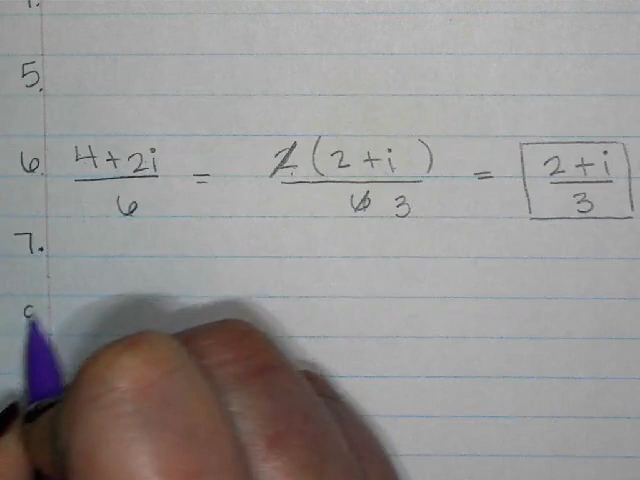 5.
6. 4+2i / 6 = 2(2+i) / 6 3 = 2+i / 3
7.